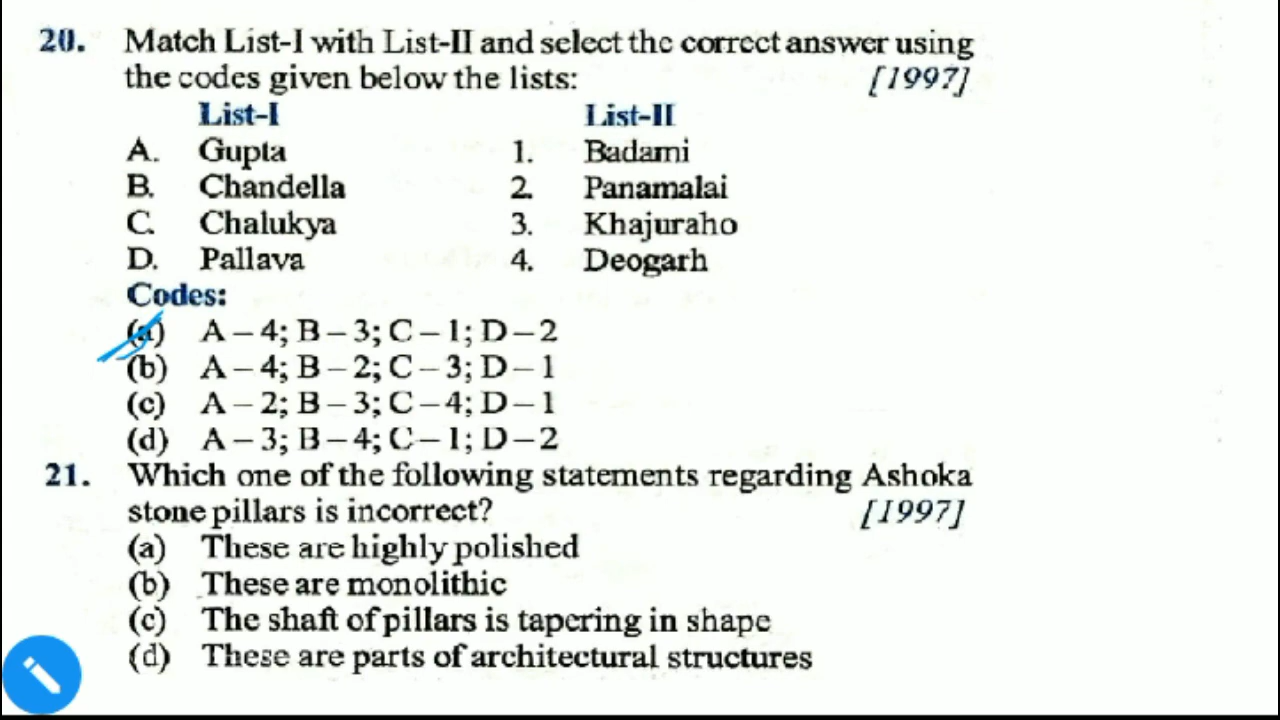 20. Match List-I with List-II and select the correct answer using
the codes given below the lists: [1997]
List-I List-II
A. Gupta 1. Badami
B. Chandella 2. Panamalai
C. Chalukya 3. Khajuraho
D. Pallava 4. Deogarh
Codes:
(a) A – 4; B – 3; C – 1; D – 2
(b) A – 4; B – 2; C – 3; D – 1
(c) A – 2; B – 3; C – 4; D – 1
(d) A – 3; B – 4; C – 1; D – 2
21. Which one of the following statements regarding Ashoka
stone pillars is incorrect? [1997]
(a) These are highly polished
(b) These are monolithic
(c) The shaft of pillars is tapering in shape
(d) These are parts of architectural structures